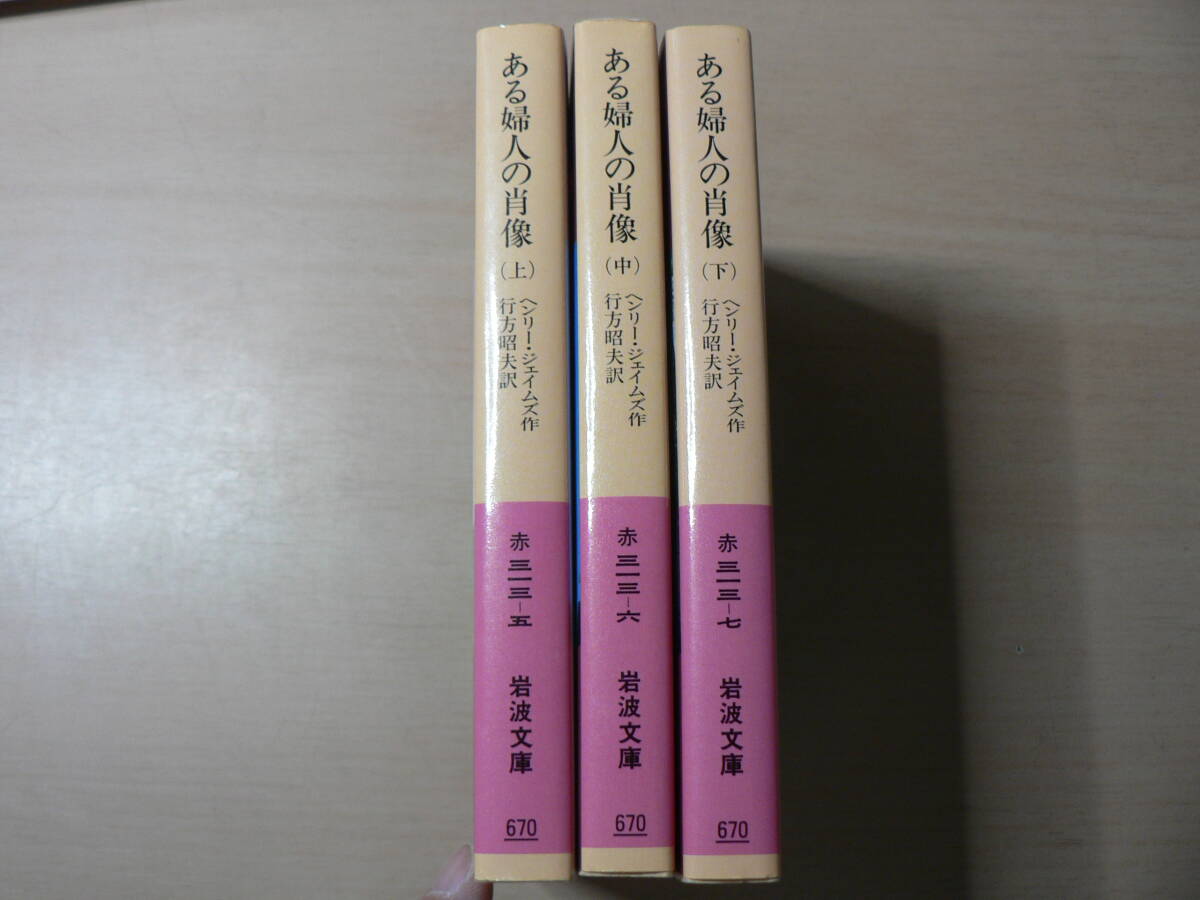 ある婦人の肖像（上）
ヘンリー・ジェイムズ作
行方昭夫訳
赤三一三-五
岩波文庫
670
ある婦人の肖像（中）
ヘンリー・ジェイムズ作
行方昭夫訳
赤三一三-六
岩波文庫
670
ある婦人の肖像（下）
ヘンリー・ジェイムズ作
行方昭夫訳
赤三一三-七
岩波文庫
670